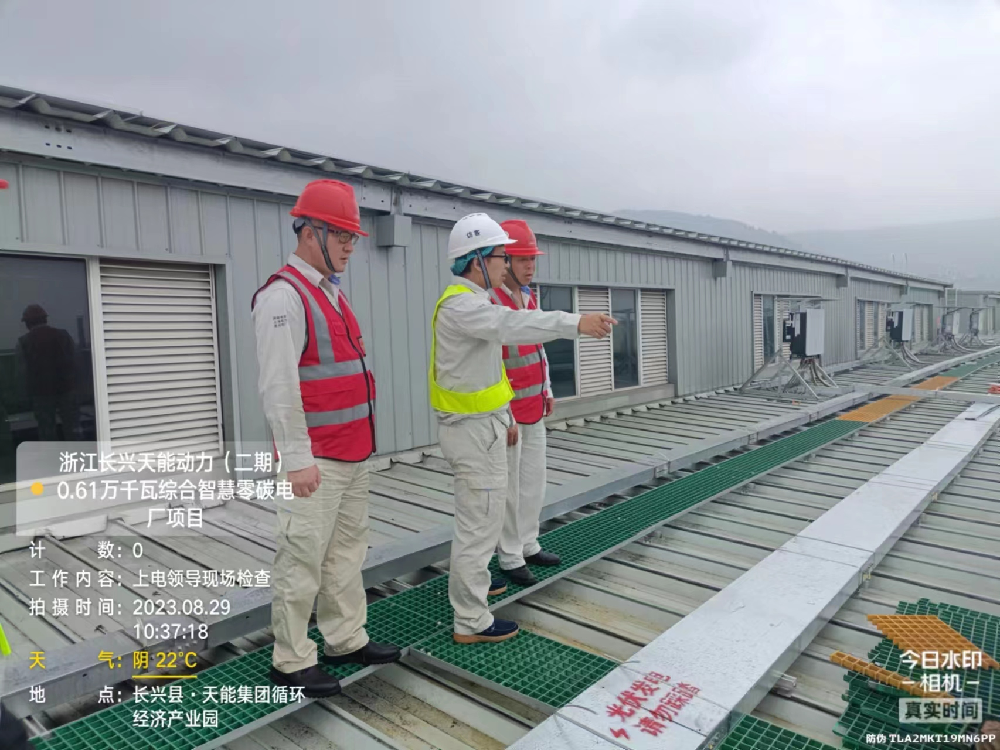 访客
浙江长兴天能动力（二期）
0.61万千瓦综合智慧零碳电
厂项目
计数：0
工作内容：上电领导现场检查
拍摄时间：2023.08.29
10:37:18
天气：阴 22℃
地点：长兴县·天能集团循环
经济产业园
光伏发电
请勿踩踏
今日水印
-相机-
真实时间
防伪 TLA2MKT19MN6PP